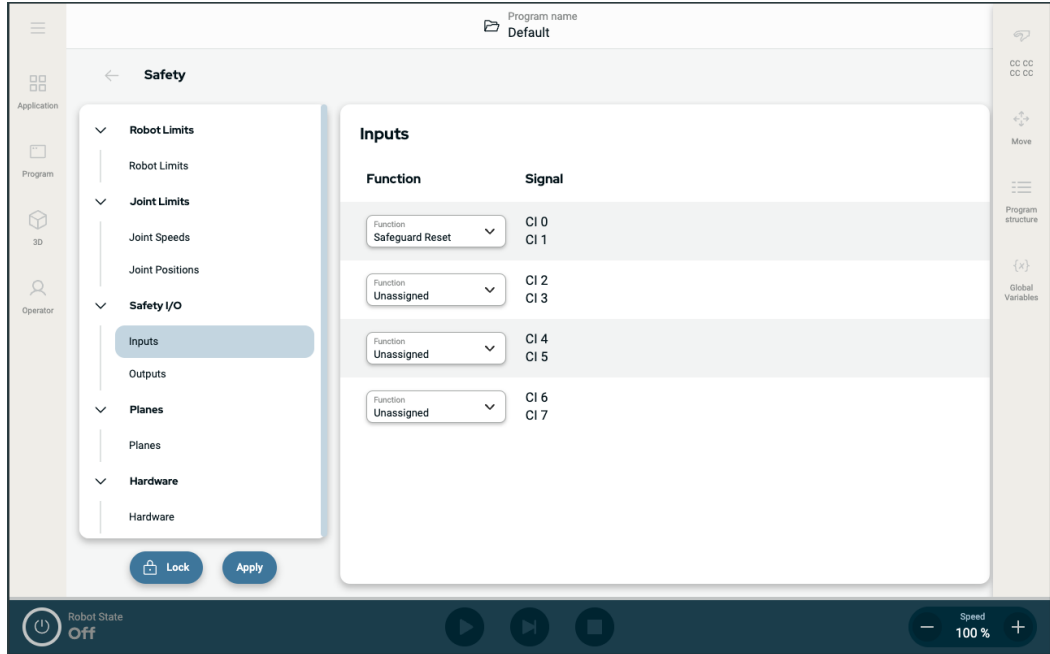 Program name
Default
Application
Program
3D
Operator
Safety
Robot Limits
Robot Limits
Joint Limits
Joint Speeds
Joint Positions
Safety I/O
Inputs
Outputs
Planes
Planes
Hardware
Hardware
Lock
Apply
Inputs
Function
Signal
Function
Safeguard Reset
CI 0
CI 1
Function
Unassigned
CI 2
CI 3
Function
Unassigned
CI 4
CI 5
Function
Unassigned
CI 6
CI 7
CC CC
CC CC
Move
Program
structure
{x}
Global
Variables
Robot State
Off
Speed
100 %